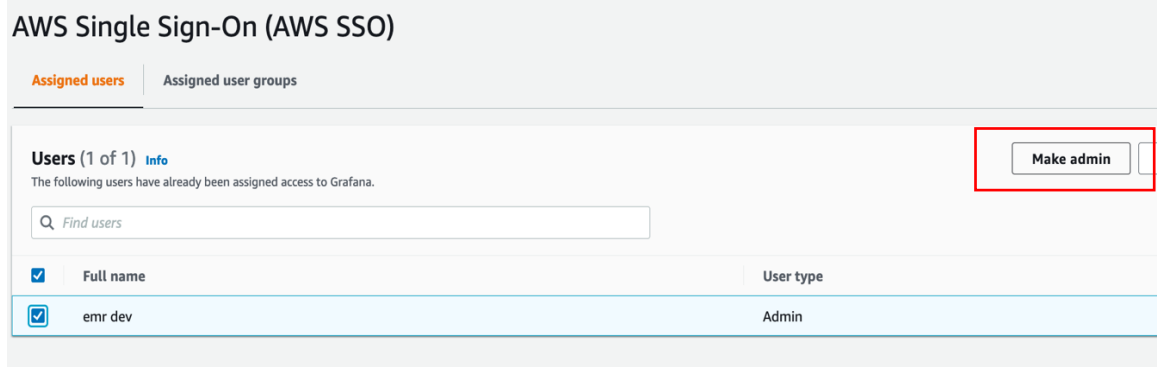 AWS Single Sign-On (AWS SSO)
Assigned users Assigned user groups
Users (1 of 1) Info
Make admin
The following users have already been assigned access to Grafana.
Find users
Full name User type
emr dev Admin